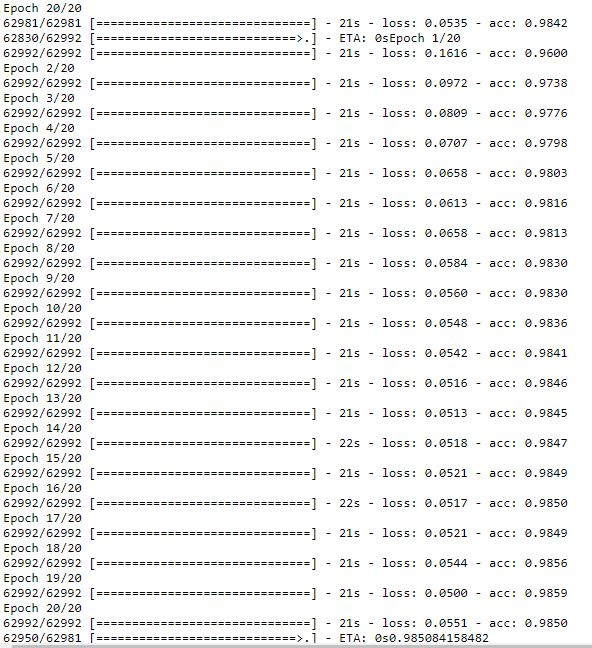 Epoch 20/20
62981/62981 [==============================] - 21s - loss: 0.0535 - acc: 0.9842
62830/62992 [============================>.] - ETA: 0sEpoch 1/20
62992/62992 [==============================] - 21s - loss: 0.1616 - acc: 0.9600
Epoch 2/20
62992/62992 [==============================] - 21s - loss: 0.0972 - acc: 0.9738
Epoch 3/20
62992/62992 [==============================] - 21s - loss: 0.0809 - acc: 0.9776
Epoch 4/20
62992/62992 [==============================] - 21s - loss: 0.0707 - acc: 0.9798
Epoch 5/20
62992/62992 [==============================] - 21s - loss: 0.0658 - acc: 0.9803
Epoch 6/20
62992/62992 [==============================] - 21s - loss: 0.0613 - acc: 0.9816
Epoch 7/20
62992/62992 [==============================] - 21s - loss: 0.0658 - acc: 0.9813
Epoch 8/20
62992/62992 [==============================] - 21s - loss: 0.0584 - acc: 0.9830
Epoch 9/20
62992/62992 [==============================] - 21s - loss: 0.0560 - acc: 0.9830
Epoch 10/20
62992/62992 [==============================] - 21s - loss: 0.0548 - acc: 0.9836
Epoch 11/20
62992/62992 [==============================] - 21s - loss: 0.0542 - acc: 0.9841
Epoch 12/20
62992/62992 [==============================] - 21s - loss: 0.0516 - acc: 0.9846
Epoch 13/20
62992/62992 [==============================] - 21s - loss: 0.0513 - acc: 0.9845
Epoch 14/20
62992/62992 [==============================] - 22s - loss: 0.0518 - acc: 0.9847
Epoch 15/20
62992/62992 [==============================] - 21s - loss: 0.0521 - acc: 0.9849
Epoch 16/20
62992/62992 [==============================] - 22s - loss: 0.0517 - acc: 0.9850
Epoch 17/20
62992/62992 [==============================] - 21s - loss: 0.0521 - acc: 0.9849
Epoch 18/20
62992/62992 [==============================] - 21s - loss: 0.0544 - acc: 0.9856
Epoch 19/20
62992/62992 [==============================] - 21s - loss: 0.0500 - acc: 0.9859
Epoch 20/20
62992/62992 [==============================] - 21s - loss: 0.0551 - acc: 0.9850
62950/62981 [============================>.] - ETA: 0s0.985084158482